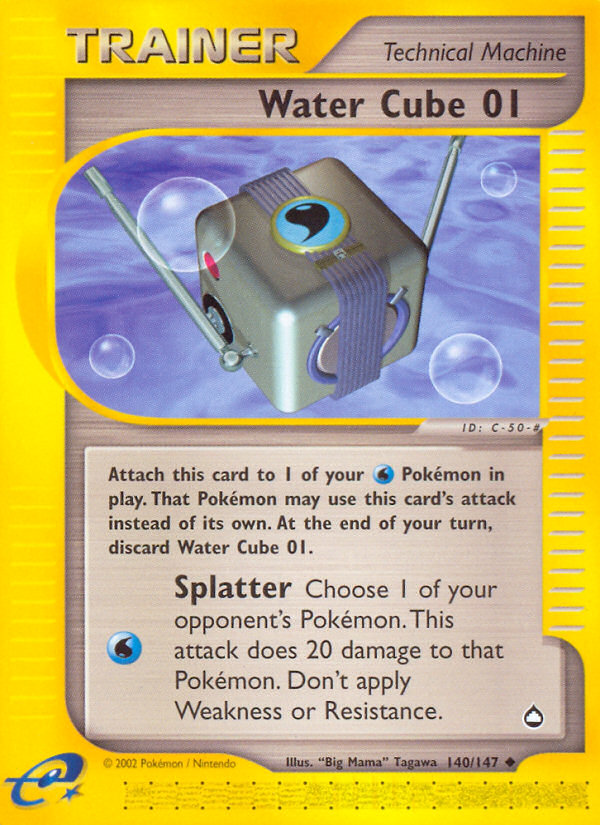 TRAINER
Technical Machine
Water Cube 01
ID: C-50-#
Attach this card to 1 of your Pokémon in
play. That Pokémon may use this card's attack
instead of its own. At the end of your turn,
discard Water Cube 01.
Splatter Choose 1 of your
opponent's Pokémon. This
attack does 20 damage to that
Pokémon. Don't apply
Weakness or Resistance.
© 2002 Pokémon / Nintendo Illus. "Big Mama" Tagawa 140/147
e